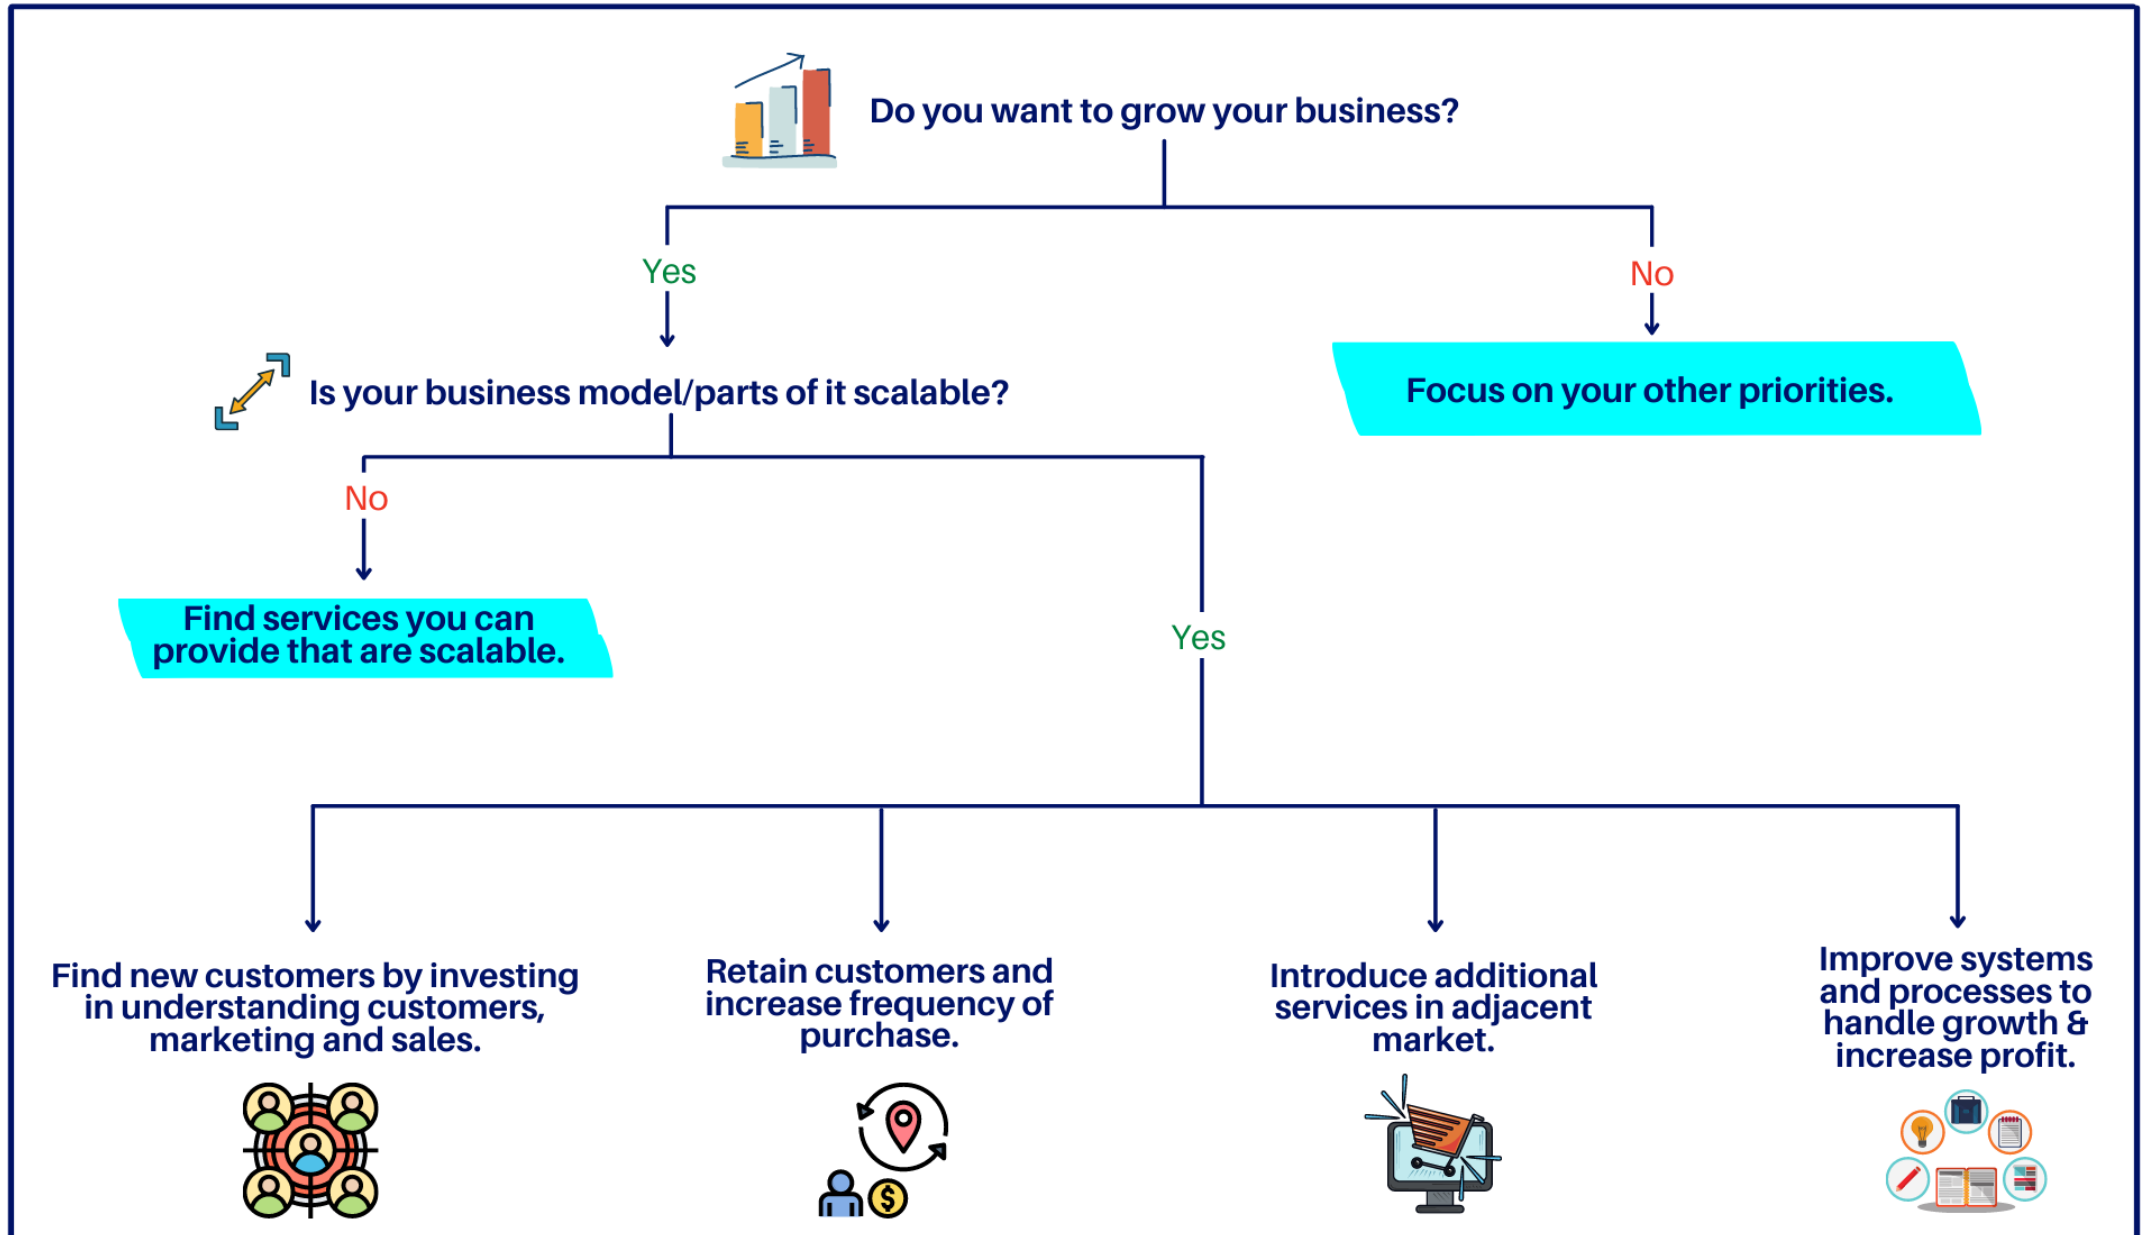 Do you want to grow your business?
Yes
No
Is your business model/parts of it scalable?
Focus on your other priorities.
No
Find services you can
provide that are scalable.
Yes
Find new customers by investing
in understanding customers,
marketing and sales.
Retain customers and
increase frequency of
purchase.
Introduce additional
services in adjacent
market.
Improve systems
and processes to
handle growth &
increase profit.
$